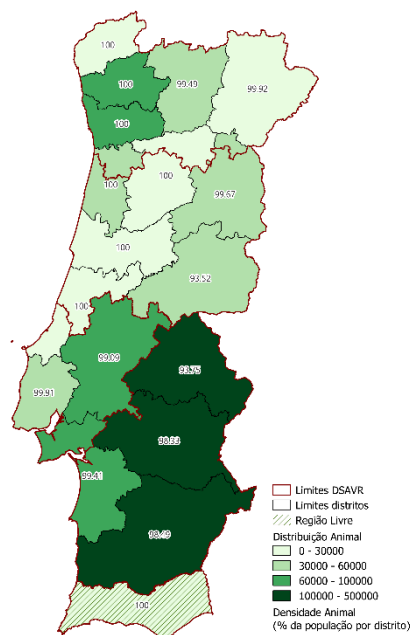 100
100
99.49
99.92
100
100
100
99.67
100
93.52
100
99.09
93.75
99.91
99.41
98.49
100
Limites DSAVR
Limites distritos
Região Livre
Distribuição Animal
0 - 30000
30000 - 60000
60000 - 100000
100000 - 500000
Densidade Animal
(% da população por distrito)